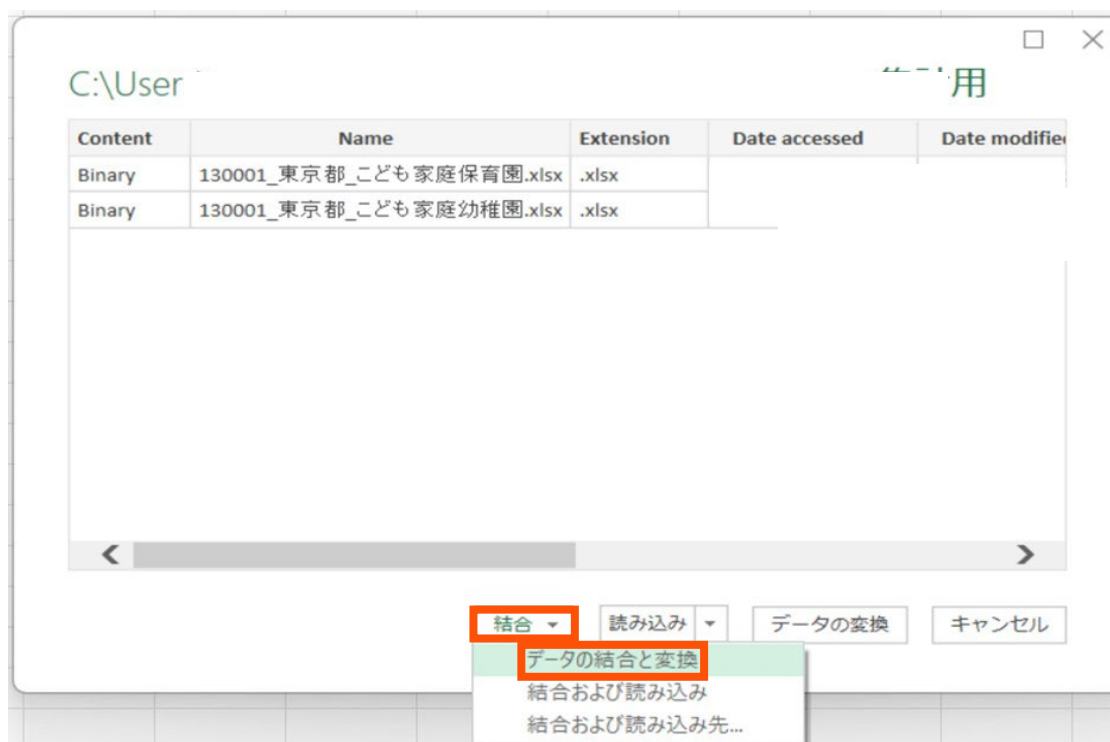 C:\User 用
Content Name Extension Date accessed Date modified
Binary 130001_東京都_こども家庭保育園.xlsx .xlsx
Binary 130001_東京都_こども家庭幼稚園.xlsx .xlsx
結合 読み込み データの変換 キャンセル
データの結合と変換
結合および読み込み
結合および読み込み先...